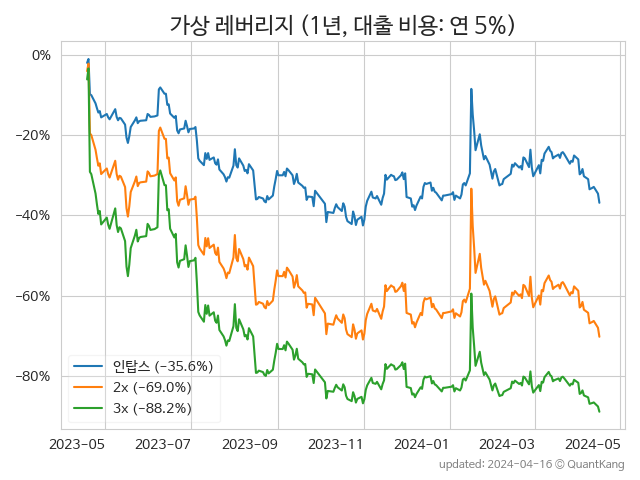 가상 레버리지 (1년, 대출 비용: 연 5%)
0%
−20%
−40%
−60%
−80%
인탑스 (−35.6%)
2x (−69.0%)
3x (−88.2%)
2023-05 2023-07 2023-09 2023-11 2024-01 2024-03 2024-05
updated: 2024-04-16 © QuantKang